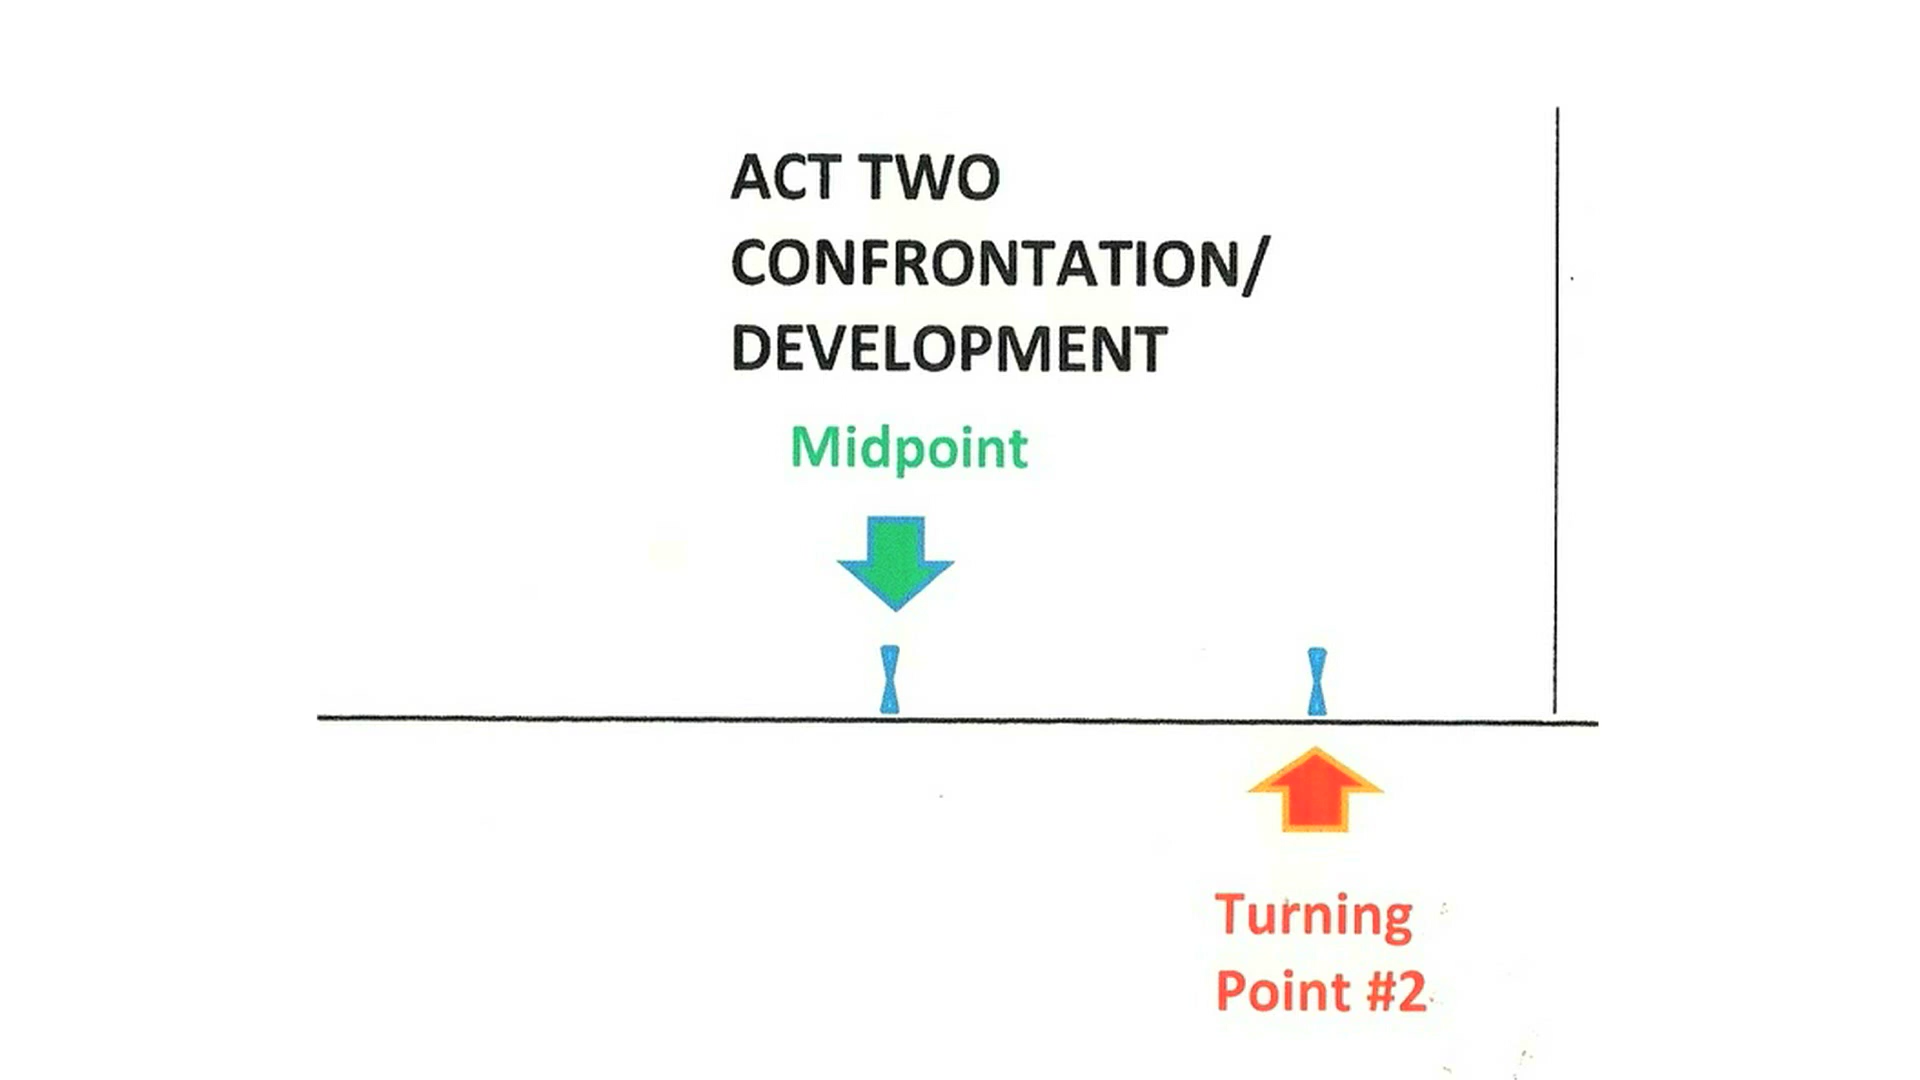 ACT TWO
CONFRONTATION/
DEVELOPMENT
Midpoint
Turning
Point #2